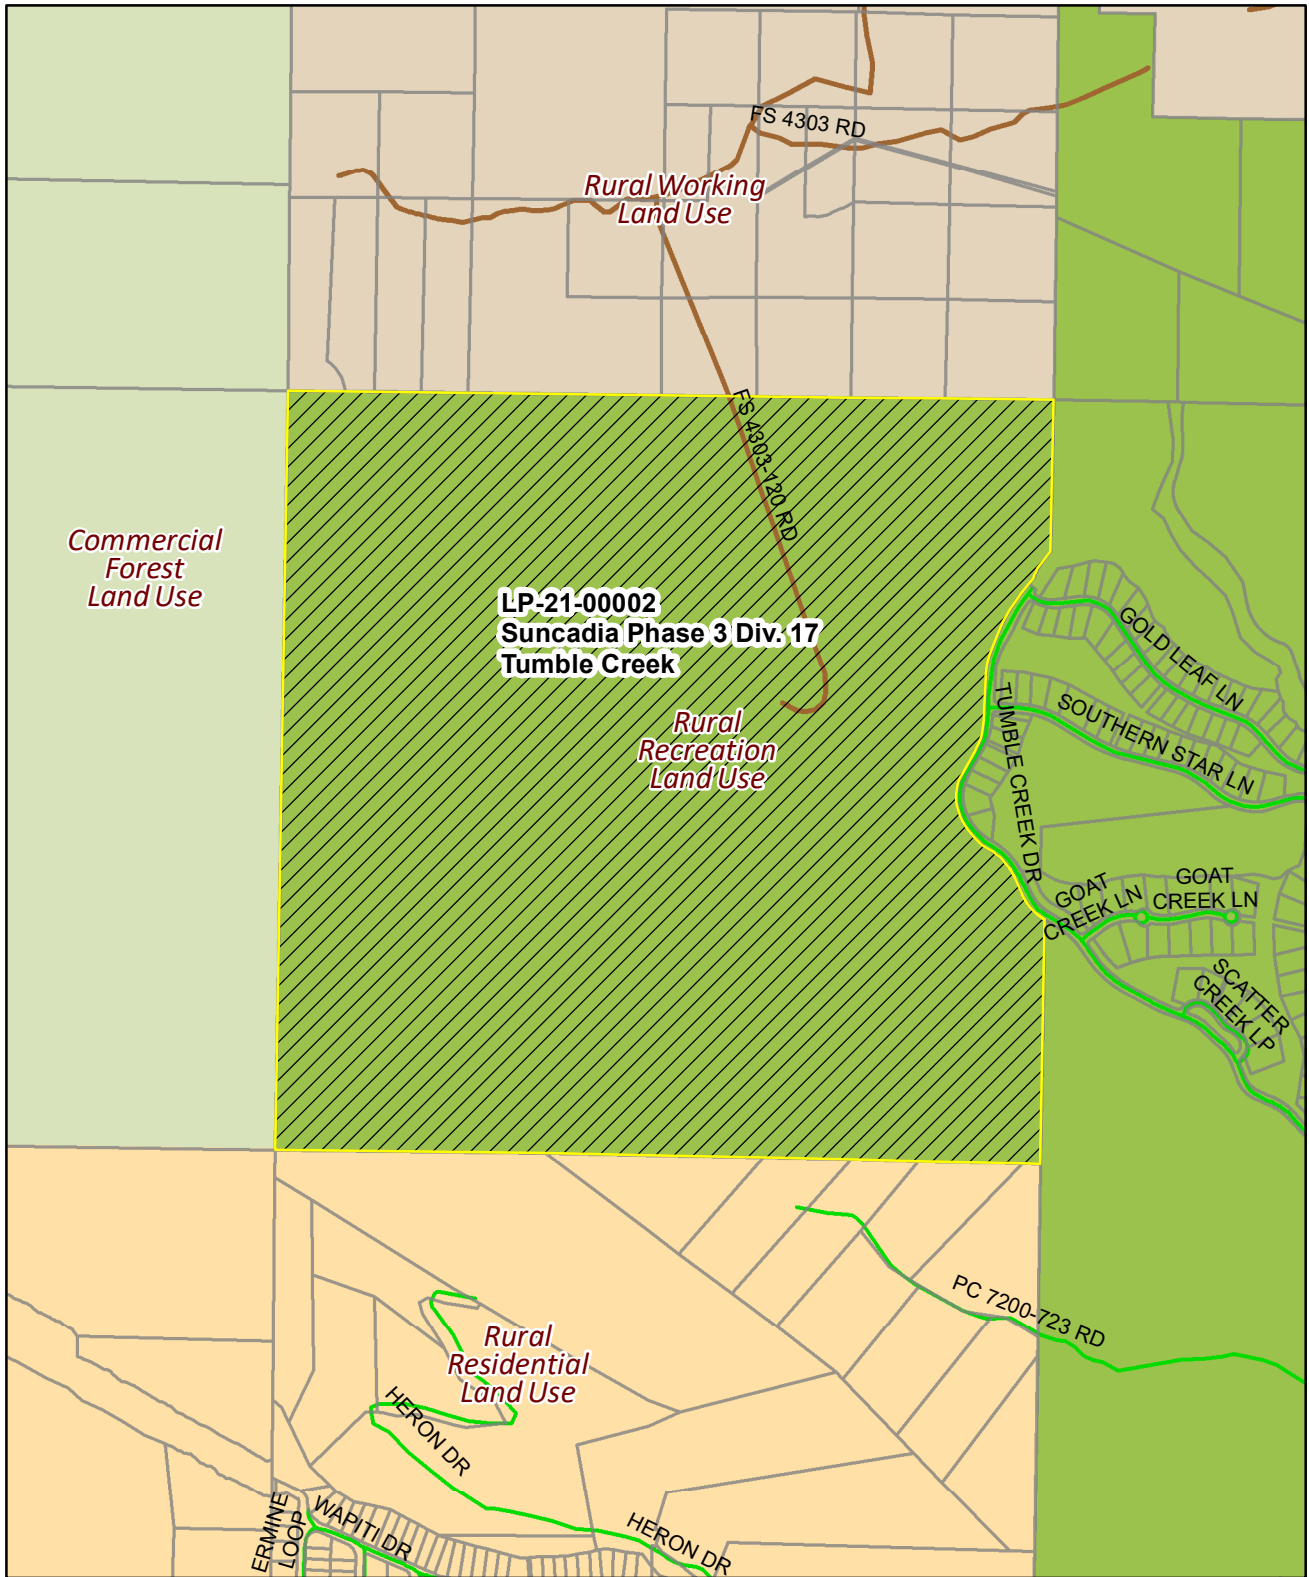 FS 4303 RD
Rural Working
Land Use
FS 4303-120 RD
Commercial
Forest
Land Use
LP-21-00002
Suncadia Phase 3 Div. 17
Tumble Creek
Rural
Recreation
Land Use
GOLD LEAF LN
SOUTHERN STAR LN
TUMBLE CREEK DR
GOAT
CREEK LN
GOAT
CREEK LN
SCATTER
CREEK LP
PC 7200-723 RD
Rural
Residential
Land Use
HERON DR
ERMINE
LOOP
WAPITI DR
HERON DR